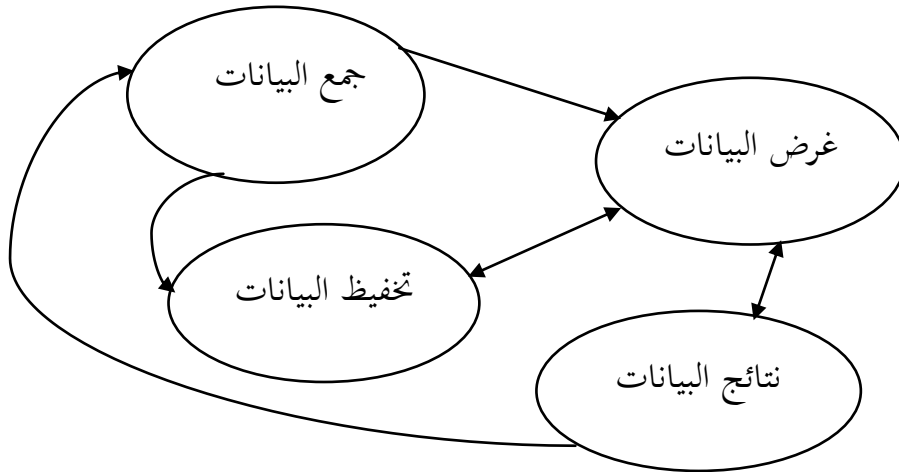 جمع البيانات
غرض البيانات
تخفيظ البيانات
نتائج البيانات